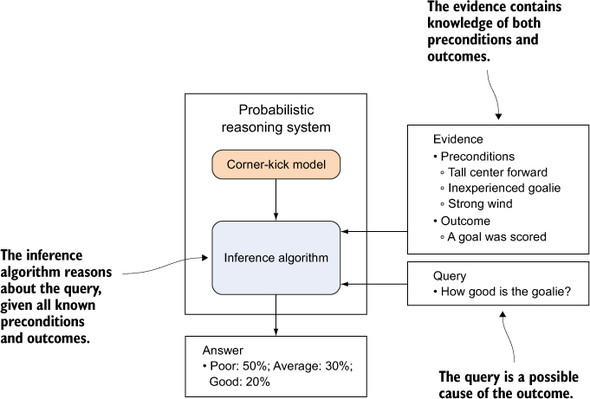 The evidence contains
knowledge of both
preconditions and
outcomes.
Probabilistic
reasoning system
Corner-kick model
Inference algorithm
Evidence
• Preconditions
∘ Tall center forward
∘ Inexperienced goalie
∘ Strong wind
• Outcome
∘ A goal was scored
Query
• How good is the goalie?
The inference
algorithm reasons
about the query,
given all known
preconditions
and outcomes.
Answer
• Poor: 50%; Average: 30%;
Good: 20%
The query is a possible
cause of the outcome.